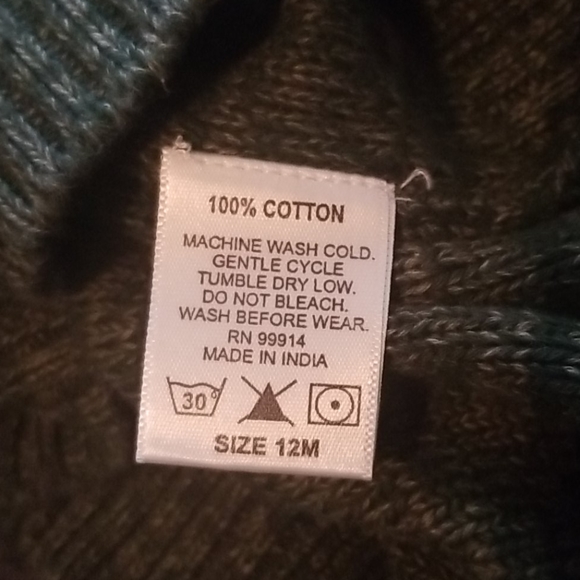 100% COTTON
MACHINE WASH COLD.
GENTLE CYCLE
TUMBLE DRY LOW.
DO NOT BLEACH.
WASH BEFORE WEAR.
RN 99914
MADE IN INDIA
30°
SIZE 12M